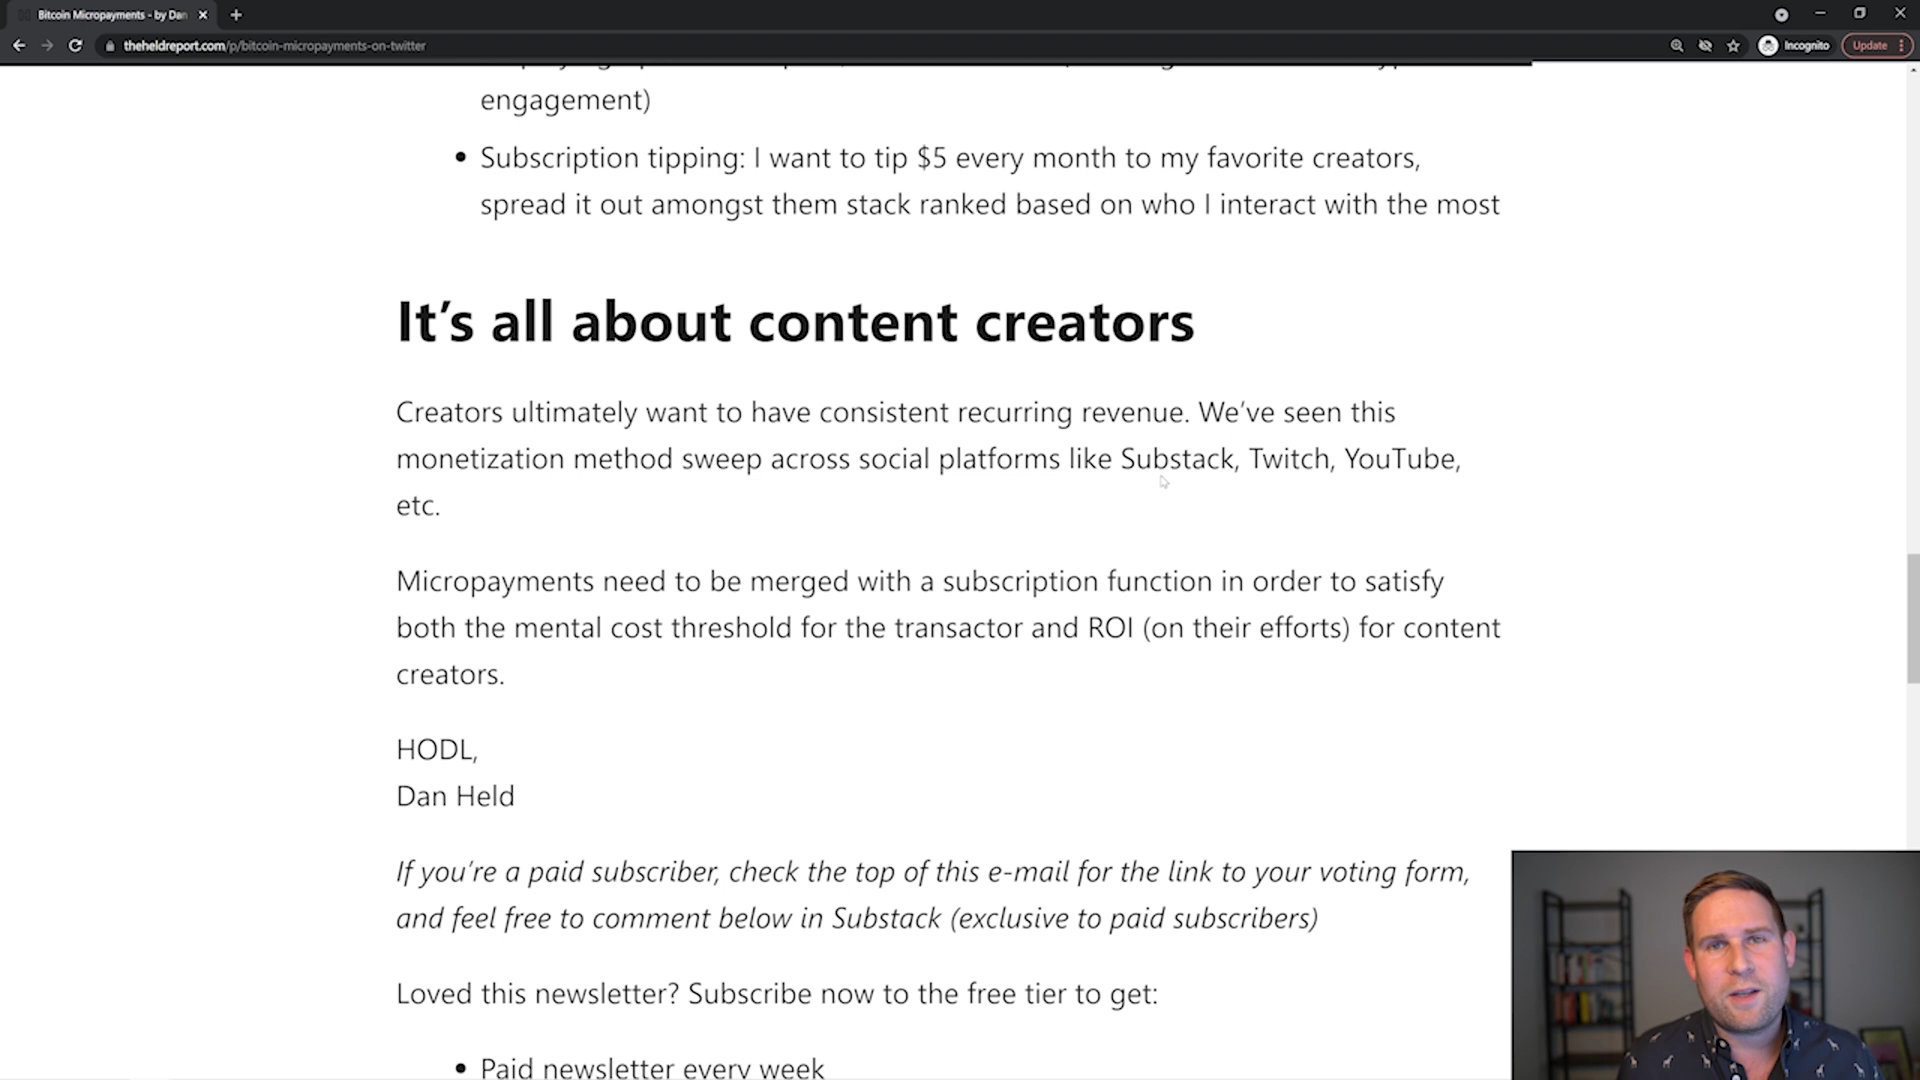 Bitcoin Micropayments - by Dan
theheldreport.com/p/bitcoin-micropayments-on-twitter
Incognito
Update
engagement)
• Subscription tipping: I want to tip $5 every month to my favorite creators,
spread it out amongst them stack ranked based on who I interact with the most
It’s all about content creators
Creators ultimately want to have consistent recurring revenue. We’ve seen this
monetization method sweep across social platforms like Substack, Twitch, YouTube,
etc.
Micropayments need to be merged with a subscription function in order to satisfy
both the mental cost threshold for the transactor and ROI (on their efforts) for content
creators.
HODL,
Dan Held
If you’re a paid subscriber, check the top of this e-mail for the link to your voting form,
and feel free to comment below in Substack (exclusive to paid subscribers)
Loved this newsletter? Subscribe now to the free tier to get:
• Paid newsletter every week